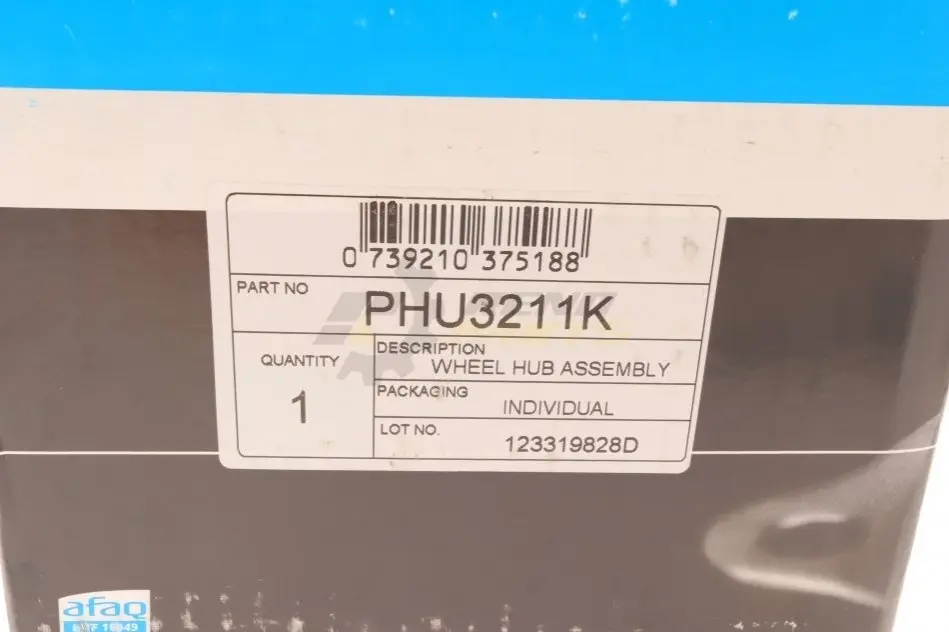 0 739210 375188
PART NO
PHU3211K
QUANTITY
1
DESCRIPTION
WHEEL HUB ASSEMBLY
PACKAGING
INDIVIDUAL
LOT NO.
123319828D
afaq